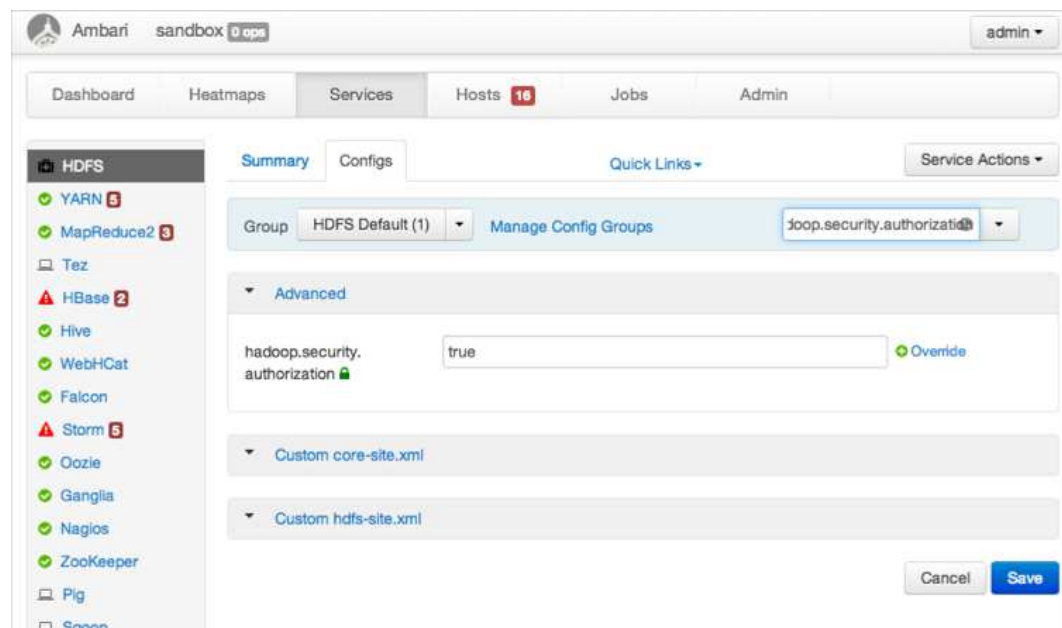 Ambari sandbox 0 ops admin
Dashboard Heatmaps Services Hosts 16 Jobs Admin
HDFS
YARN 5
MapReduce2 3
Tez
HBase 2
Hive
WebHCat
Falcon
Storm 5
Oozie
Ganglia
Nagios
ZooKeeper
Pig
Sqoop
Summary Configs Quick Links Service Actions
Group HDFS Default (1) Manage Config Groups doop.security.authorization
Advanced
hadoop.security.
authorization
true
Override
Custom core-site.xml
Custom hdfs-site.xml
Cancel Save